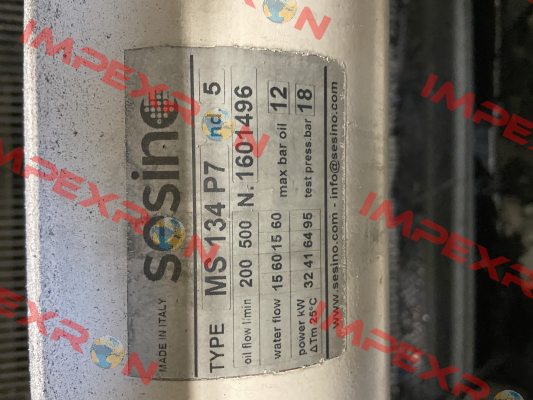 sesino
MADE IN ITALY
TYPE MS 134 P7 nd. 5
oil flow l/min 200 500 N. 1601496
water flow 15 60 15 60 max bar oil 12
power kW 32 41 64 95 test press.bar 18
ΔTm 25°C
www.sesino.com - info@sesino.com
IMPEXRON
IMPEXRON
IMPEXRON
IMPEXRON
IMPEXRON